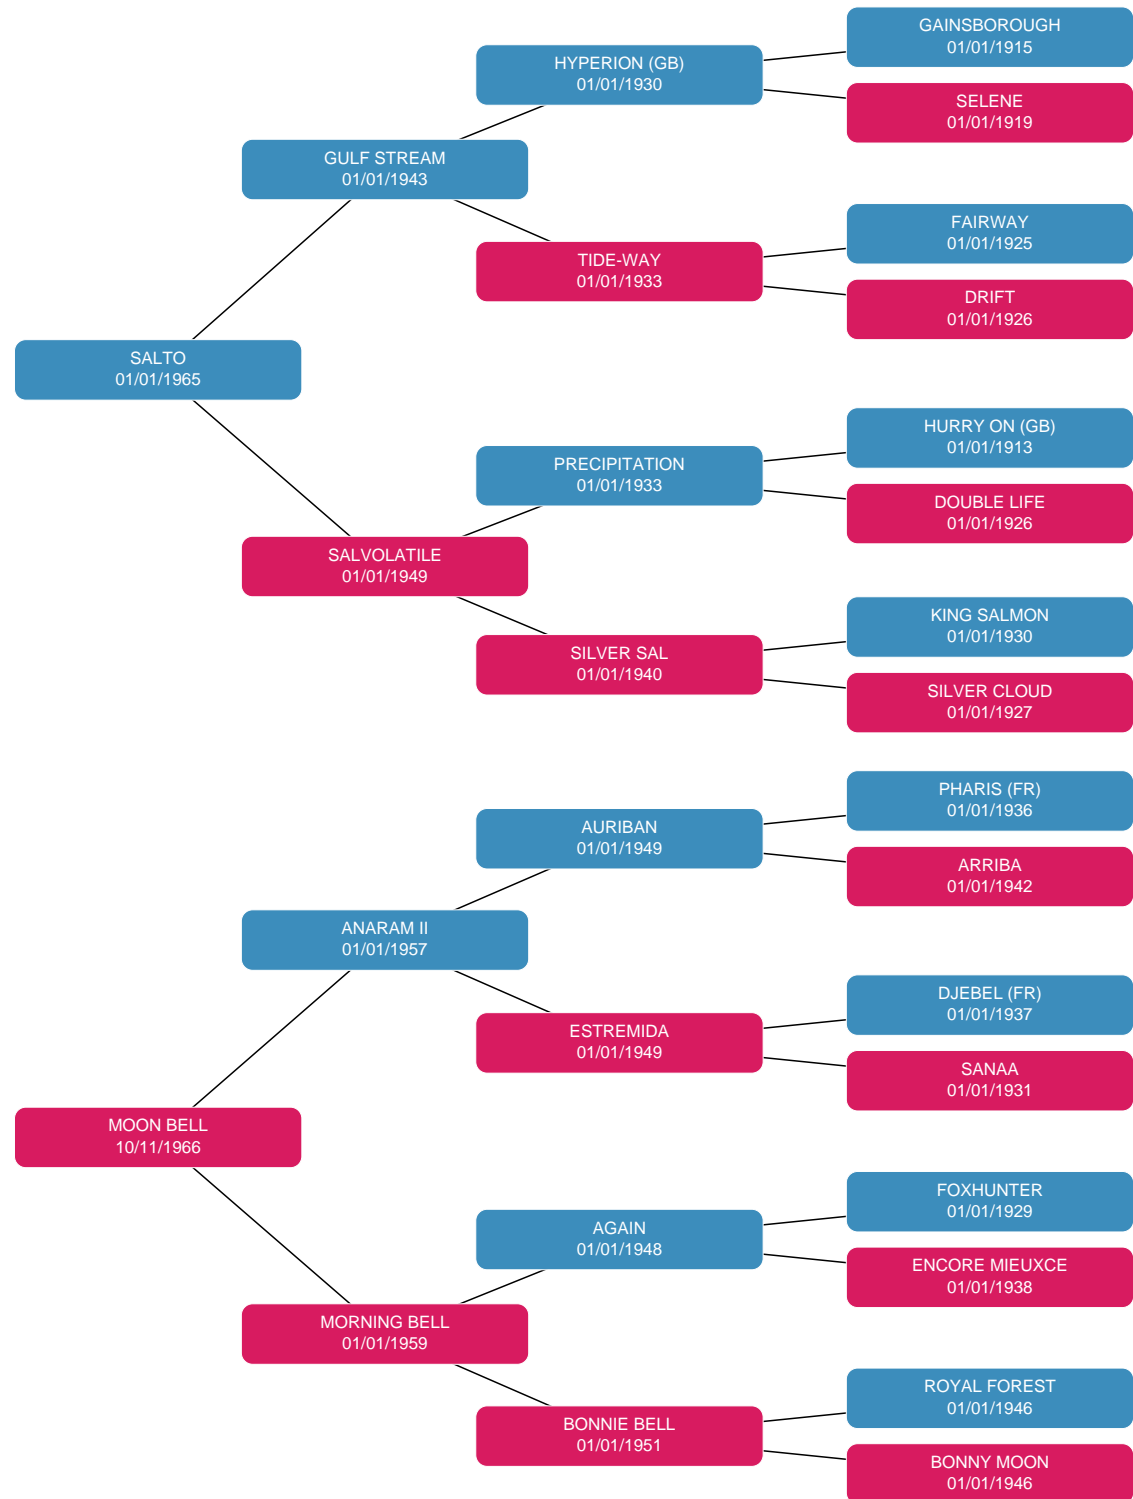 GAINSBOROUGH
01/01/1915
HYPERION (GB)
01/01/1930
SELENE
01/01/1919
GULF STREAM
01/01/1943
FAIRWAY
01/01/1925
TIDE-WAY
01/01/1933
DRIFT
01/01/1926
SALTO
01/01/1965
HURRY ON (GB)
01/01/1913
PRECIPITATION
01/01/1933
DOUBLE LIFE
01/01/1926
SALVOLATILE
01/01/1949
KING SALMON
01/01/1930
SILVER SAL
01/01/1940
SILVER CLOUD
01/01/1927
PHARIS (FR)
01/01/1936
AURIBAN
01/01/1949
ARRIBA
01/01/1942
ANARAM II
01/01/1957
DJEBEL (FR)
01/01/1937
ESTREMIDA
01/01/1949
SANAA
01/01/1931
MOON BELL
10/11/1966
FOXHUNTER
01/01/1929
AGAIN
01/01/1948
ENCORE MIEUXCE
01/01/1938
MORNING BELL
01/01/1959
ROYAL FOREST
01/01/1946
BONNIE BELL
01/01/1951
BONNY MOON
01/01/1946